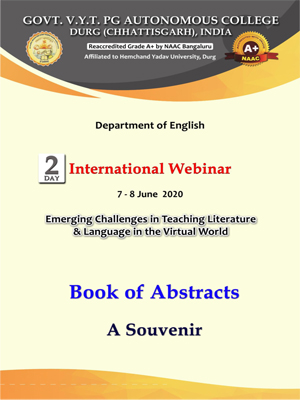 GOVT. V.Y.T. PG AUTONOMOUS COLLEGE
DURG (CHHATTISGARH), INDIA
Reaccredited Grade A+ by NAAC Bangaluru
Affiliated to Hemchand Yadav University, Durg
A+
NAAC
Department of English
2
DAY
International Webinar
7 - 8 June 2020
Emerging Challenges in Teaching Literature
& Language in the Virtual World
Book of Abstracts
A Souvenir